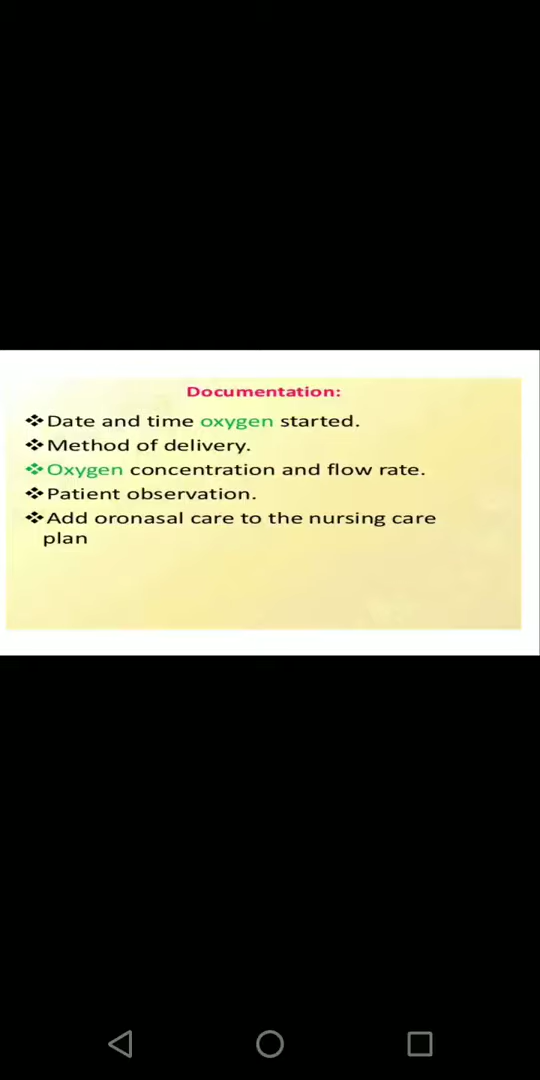 Documentation:
❖Date and time oxygen started.
❖Method of delivery.
❖Oxygen concentration and flow rate.
❖Patient observation.
❖Add oronasal care to the nursing care
plan